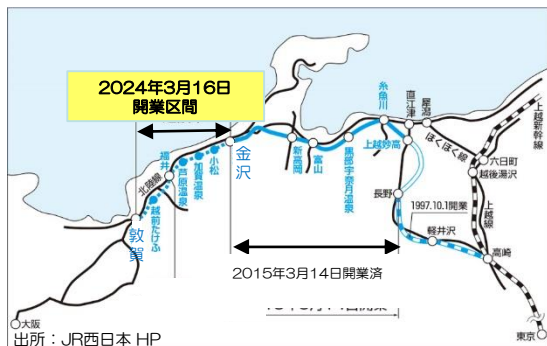 2024年3月16日
開業区間
糸魚川
直江津
犀潟
上越新幹線
ほくほく線
六日町
越後湯沢
上越線
金沢
新高岡
富山
黒部宇奈月温泉
上越妙高
小松
加賀温泉
芦原温泉
福井
北陸線
越前たけふ
敦賀
長野
1997.10.1開業
軽井沢
高崎
2015年3月14日開業済
大阪
東京
出所：JR西日本 HP